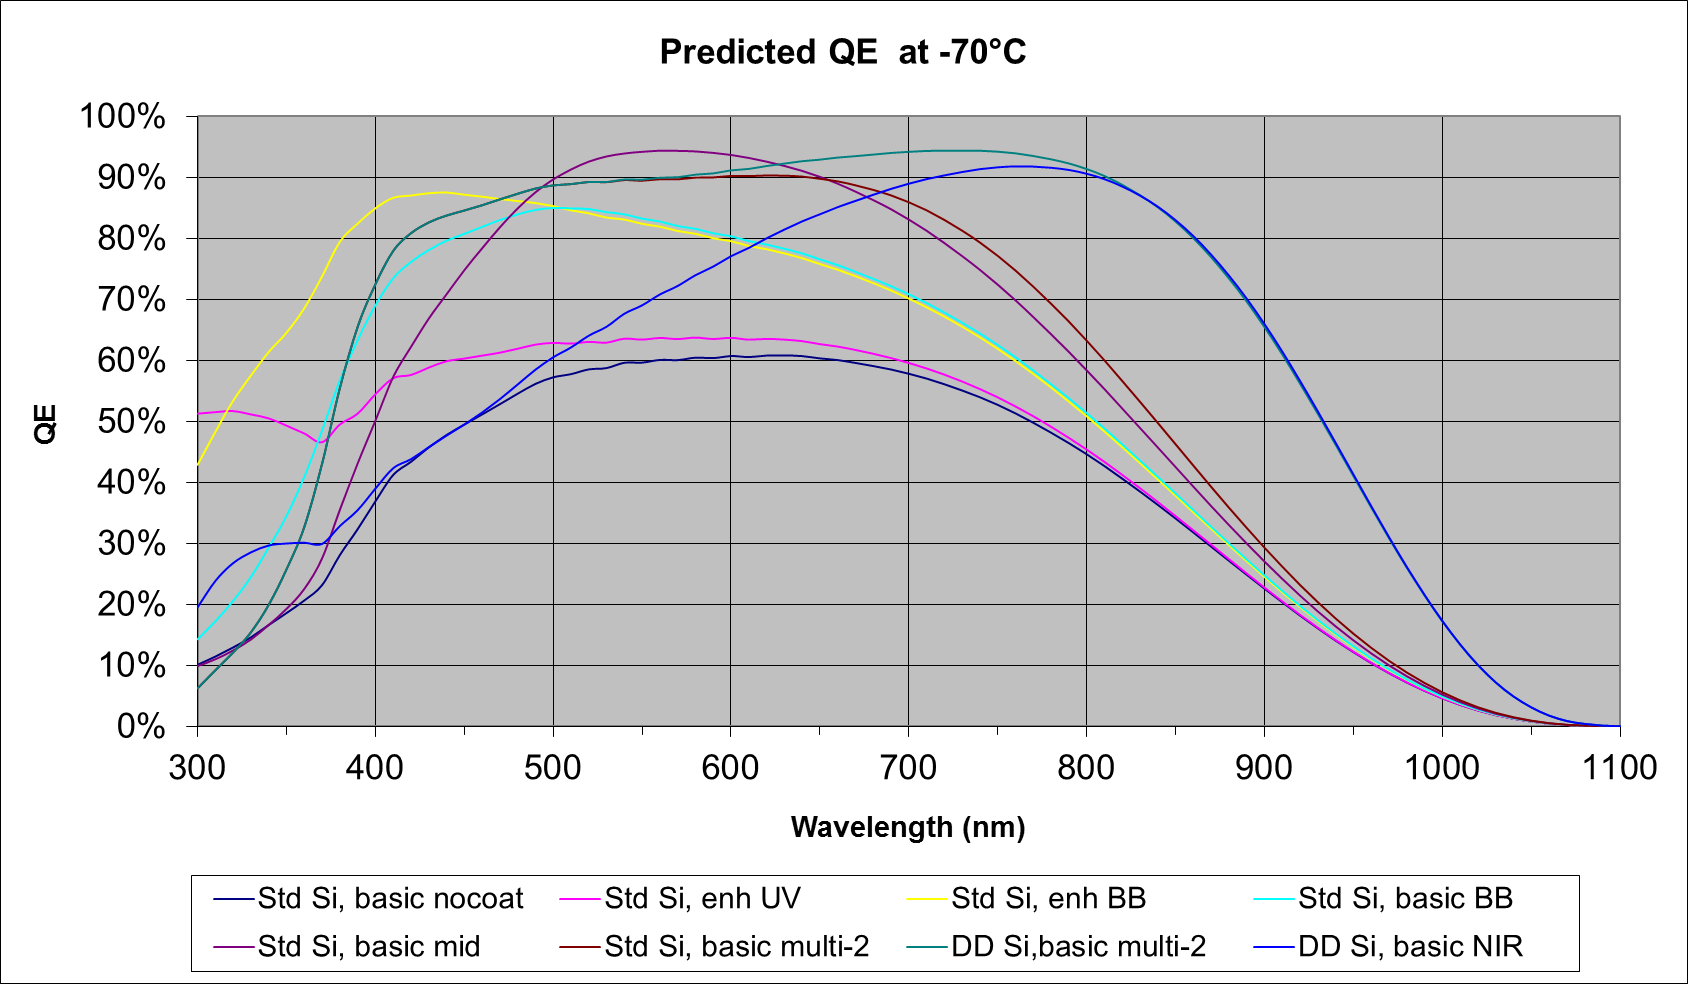 Predicted QE  at -70°C
100%
90%
80%
70%
60%
50%
40%
30%
20%
10%
0%
QE
300 400 500 600 700 800 900 1000 1100
Wavelength (nm)
Std Si, basic nocoat Std Si, enh UV Std Si, enh BB Std Si, basic BB
Std Si, basic mid Std Si, basic multi-2 DD Si,basic multi-2 DD Si, basic NIR